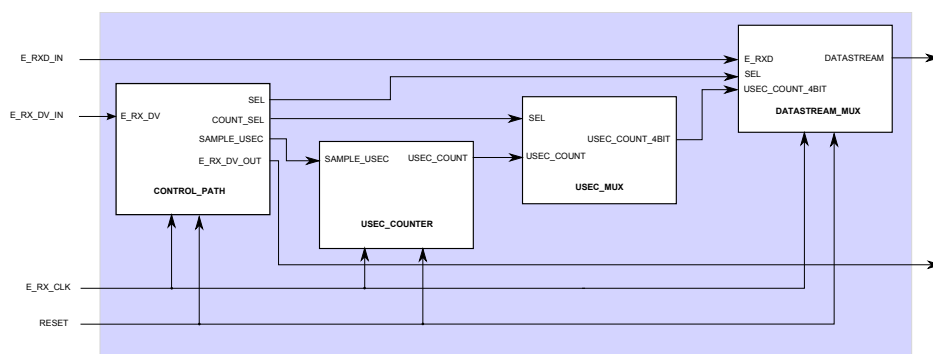 E_RXD_IN
E_RX_DV_IN
E_RX_CLK
RESET
E_RX_DV
SEL
COUNT_SEL
SAMPLE_USEC
E_RX_DV_OUT
CONTROL_PATH
SAMPLE_USEC
USEC_COUNT
USEC_COUNTER
SEL
USEC_COUNT_4BIT
USEC_COUNT
USEC_MUX
E_RXD
DATASTREAM
SEL
USEC_COUNT_4BIT
DATASTREAM_MUX